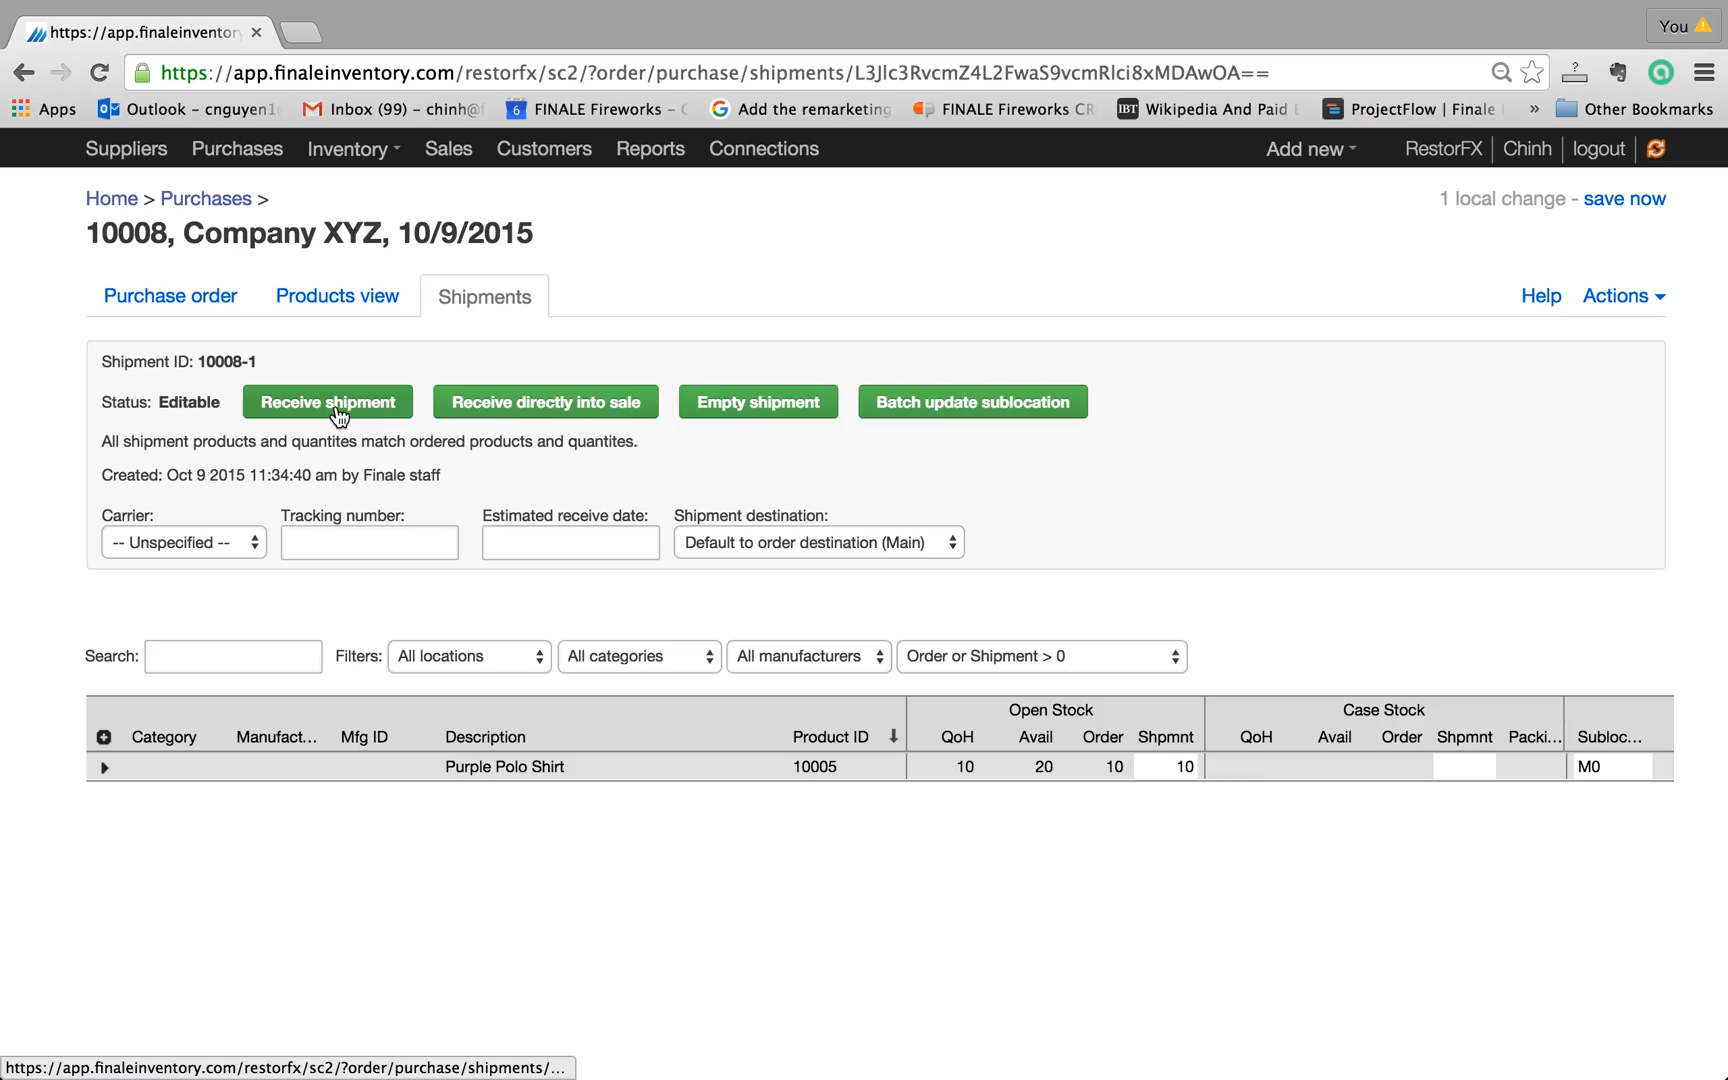 https://app.finaleinventory
You
https://app.finaleinventory.com/restorfx/sc2/?order/purchase/shipments/L3Jlc3RvcmZ4L2FwaS9vcmRlci8xMDAwOA==
Apps Outlook – cnguyen1 Inbox (99) – chinh@f 6 FINALE Fireworks – C Add the remarketing FINALE Fireworks CR IBT Wikipedia And Paid E ProjectFlow | Finale » Other Bookmarks
Suppliers Purchases Inventory Sales Customers Reports Connections Add new RestorFX Chinh logout
Home > Purchases > 1 local change - save now
10008, Company XYZ, 10/9/2015
Purchase order Products view Shipments Help Actions
Shipment ID: 10008-1
Status: Editable Receive shipment Receive directly into sale Empty shipment Batch update sublocation
All shipment products and quantites match ordered products and quantites.
Created: Oct 9 2015 11:34:40 am by Finale staff
Carrier: Tracking number: Estimated receive date: Shipment destination:
-- Unspecified -- Default to order destination (Main)
Search: Filters: All locations All categories All manufacturers Order or Shipment > 0
Open Stock Case Stock
Category Manufact... Mfg ID Description Product ID QoH Avail Order Shpmnt QoH Avail Order Shpmnt Packi... Subloc...
Purple Polo Shirt 10005 10 20 10 10 M0
https://app.finaleinventory.com/restorfx/sc2/?order/purchase/shipments/...